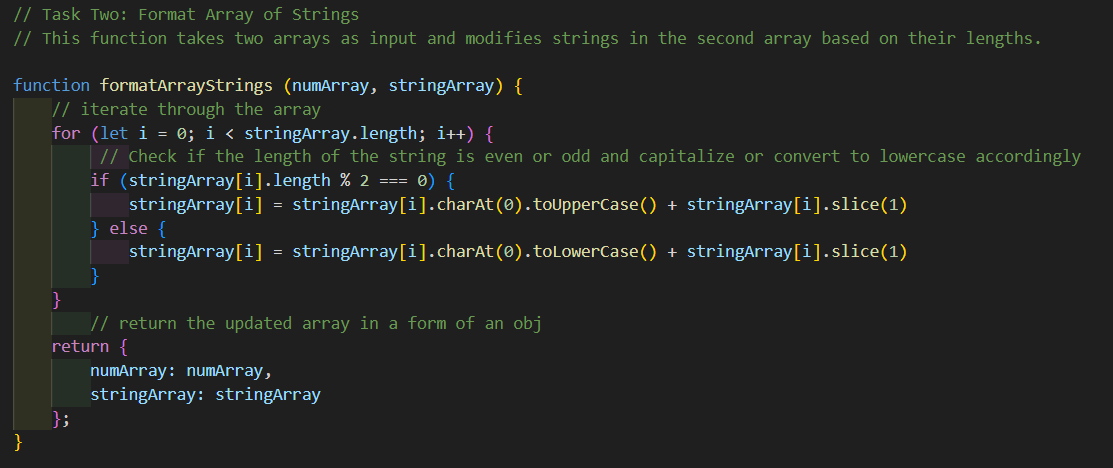 // Task Two: Format Array of Strings
// This function takes two arrays as input and modifies strings in the second array based on their lengths.
function formatArrayStrings (numArray, stringArray) {
// iterate through the array
for (let i = 0; i < stringArray.length; i++) {
// Check if the length of the string is even or odd and capitalize or convert to lowercase accordingly
if (stringArray[i].length % 2 === 0) {
stringArray[i] = stringArray[i].charAt(0).toUpperCase() + stringArray[i].slice(1)
} else {
stringArray[i] = stringArray[i].charAt(0).toLowerCase() + stringArray[i].slice(1)
}
}
// return the updated array in a form of an obj
return {
numArray: numArray,
stringArray: stringArray
};
}